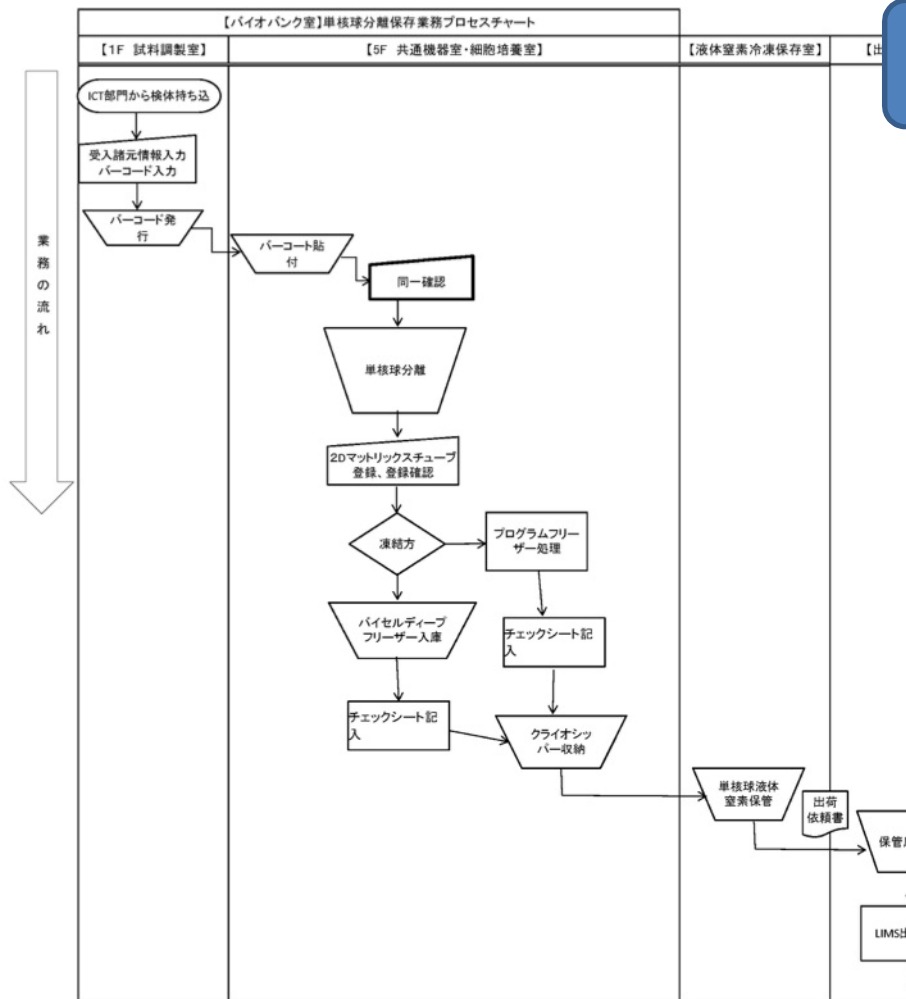 【バイオバンク室】単核球分離保存業務プロセスチャート
【1F 試料調製室】
【5F 共通機器室・細胞培養室】
【液体窒素冷凍保存室】
【出
ICT部門から検体持ち込
受入諸元情報入力
バーコード入力
バーコード発
行
バーコート貼
付
同一確認
業務の流れ
単核球分離
2Dマットリックスチューブ
登録、登録確認
凍結方
プログラムフリー
ザー処理
バイセルディープ
フリーザー入庫
チェックシート記
入
チェックシート記
入
クライオシッ
パー収納
単核球液体
窒素保管
出荷
依頼書
保管
LIMS出